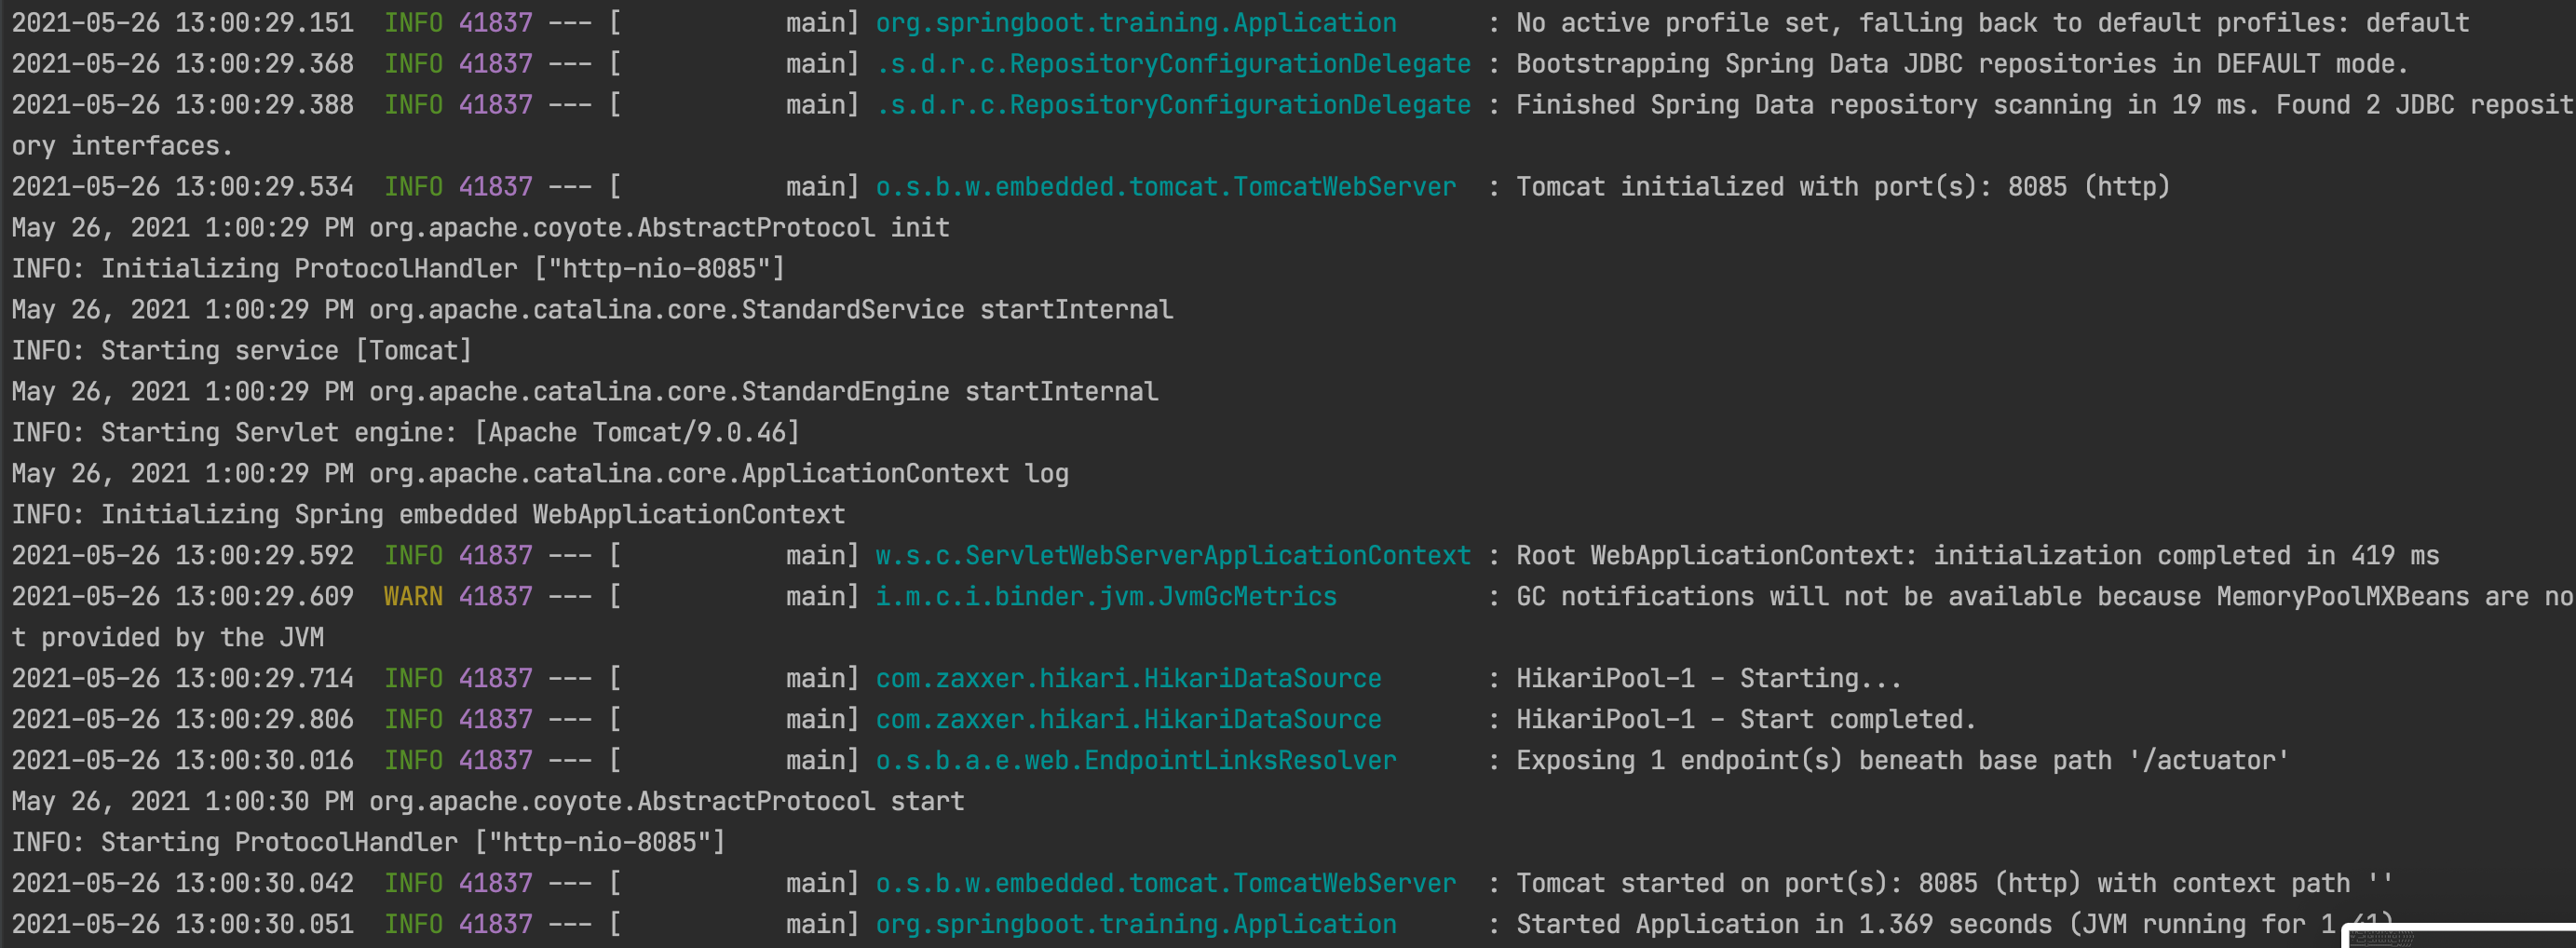 2021-05-26 13:00:29.151  INFO 41837 --- [           main] org.springboot.training.Application      : No active profile set, falling back to default profiles: default
2021-05-26 13:00:29.368  INFO 41837 --- [           main] .s.d.r.c.RepositoryConfigurationDelegate : Bootstrapping Spring Data JDBC repositories in DEFAULT mode.
2021-05-26 13:00:29.388  INFO 41837 --- [           main] .s.d.r.c.RepositoryConfigurationDelegate : Finished Spring Data repository scanning in 19 ms. Found 2 JDBC reposit
ory interfaces.
2021-05-26 13:00:29.534  INFO 41837 --- [           main] o.s.b.w.embedded.tomcat.TomcatWebServer  : Tomcat initialized with port(s): 8085 (http)
May 26, 2021 1:00:29 PM org.apache.coyote.AbstractProtocol init
INFO: Initializing ProtocolHandler ["http-nio-8085"]
May 26, 2021 1:00:29 PM org.apache.catalina.core.StandardService startInternal
INFO: Starting service [Tomcat]
May 26, 2021 1:00:29 PM org.apache.catalina.core.StandardEngine startInternal
INFO: Starting Servlet engine: [Apache Tomcat/9.0.46]
May 26, 2021 1:00:29 PM org.apache.catalina.core.ApplicationContext log
INFO: Initializing Spring embedded WebApplicationContext
2021-05-26 13:00:29.592  INFO 41837 --- [           main] w.s.c.ServletWebServerApplicationContext : Root WebApplicationContext: initialization completed in 419 ms
2021-05-26 13:00:29.609  WARN 41837 --- [           main] i.m.c.i.binder.jvm.JvmGcMetrics          : GC notifications will not be available because MemoryPoolMXBeans are no
t provided by the JVM
2021-05-26 13:00:29.714  INFO 41837 --- [           main] com.zaxxer.hikari.HikariDataSource       : HikariPool-1 - Starting...
2021-05-26 13:00:29.806  INFO 41837 --- [           main] com.zaxxer.hikari.HikariDataSource       : HikariPool-1 - Start completed.
2021-05-26 13:00:30.016  INFO 41837 --- [           main] o.s.b.a.e.web.EndpointLinksResolver      : Exposing 1 endpoint(s) beneath base path '/actuator'
May 26, 2021 1:00:30 PM org.apache.coyote.AbstractProtocol start
INFO: Starting ProtocolHandler ["http-nio-8085"]
2021-05-26 13:00:30.042  INFO 41837 --- [           main] o.s.b.w.embedded.tomcat.TomcatWebServer  : Tomcat started on port(s): 8085 (http) with context path ''
2021-05-26 13:00:30.051  INFO 41837 --- [           main] org.springboot.training.Application      : Started Application in 1.369 seconds (JVM running for 1.41)